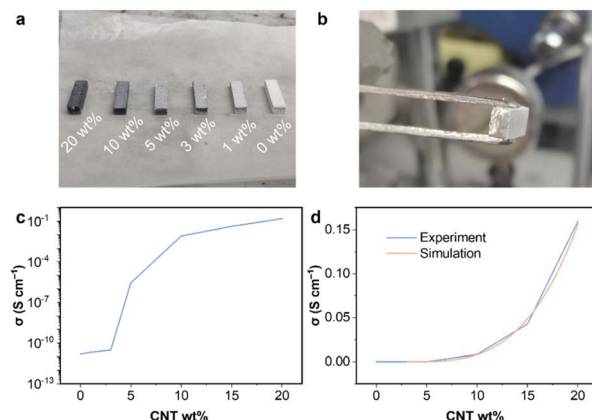 a
20 wt%
10 wt%
5 wt%
3 wt%
1 wt%
0 wt%
b
c
σ (S cm⁻¹)
10⁻¹
10⁻⁴
10⁻⁷
10⁻¹⁰
10⁻¹³
0 5 10 15 20
CNT wt%
d
σ (S cm⁻¹)
0.15
0.10
0.05
0.00
Experiment
Simulation
0 5 10 15 20
CNT wt%